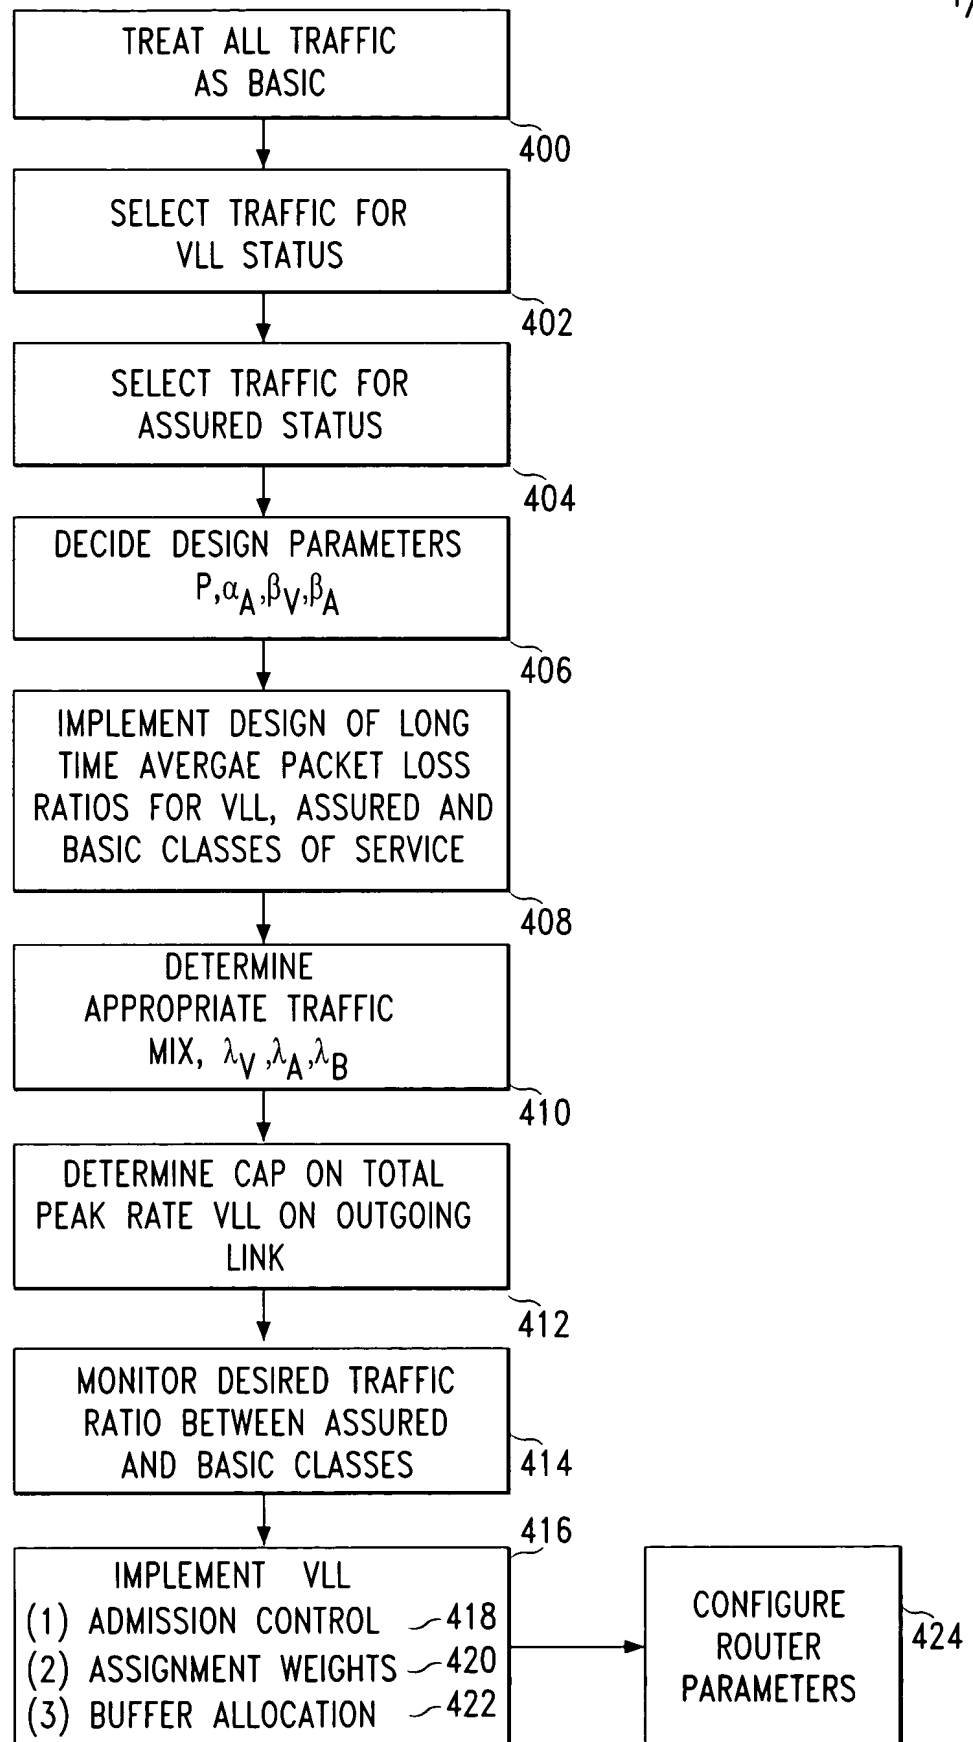 TREAT ALL TRAFFIC
AS BASIC
400
SELECT TRAFFIC FOR
VLL STATUS
402
SELECT TRAFFIC FOR
ASSURED STATUS
404
DECIDE DESIGN PARAMETERS
P,αA,βV,βA
406
IMPLEMENT DESIGN OF LONG
TIME AVERGAE PACKET LOSS
RATIOS FOR VLL, ASSURED AND
BASIC CLASSES OF SERVICE
408
DETERMINE
APPROPRIATE TRAFFIC
MIX, λV,λA,λB
410
DETERMINE CAP ON TOTAL
PEAK RATE VLL ON OUTGOING
LINK
412
MONITOR DESIRED TRAFFIC
RATIO BETWEEN ASSURED
AND BASIC CLASSES
414
416
IMPLEMENT VLL
(1) ADMISSION CONTROL 418
(2) ASSIGNMENT WEIGHTS 420
(3) BUFFER ALLOCATION 422
CONFIGURE
ROUTER
PARAMETERS
424